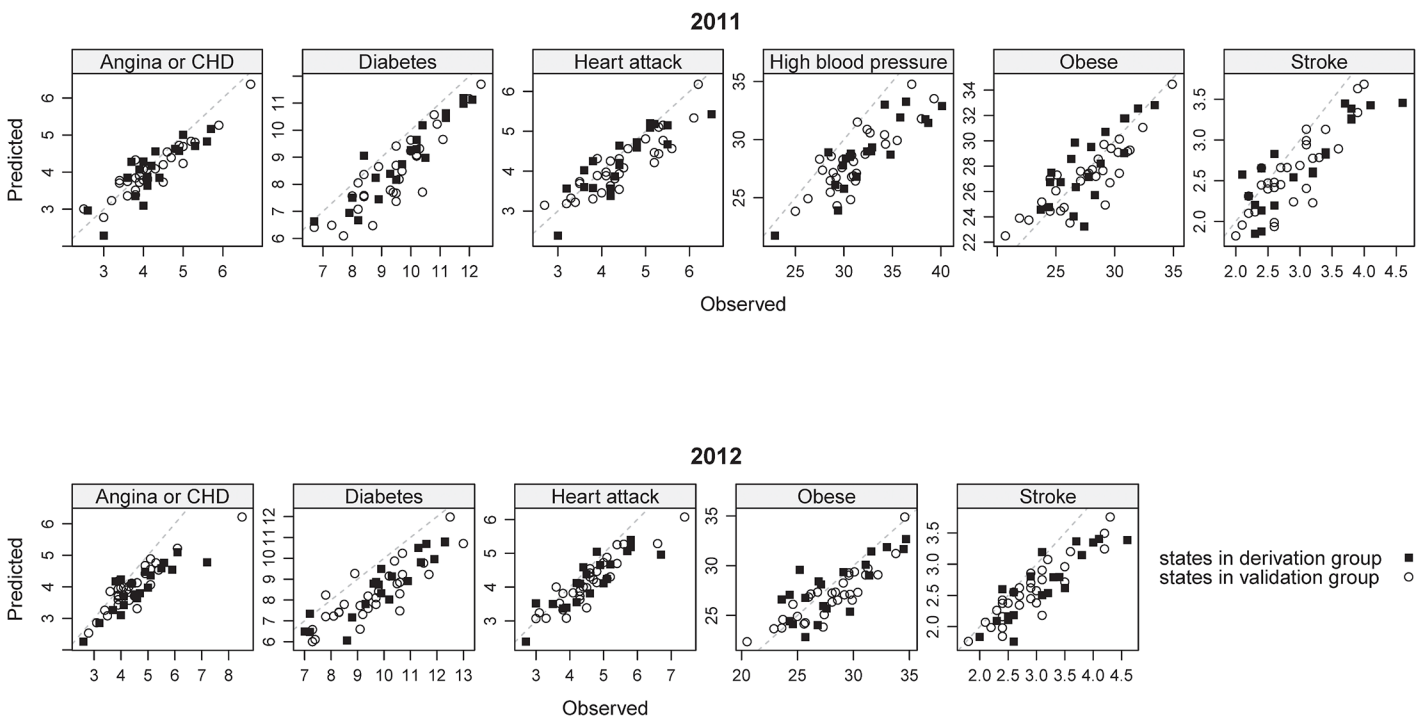 2011
Angina or CHD Diabetes Heart attack High blood pressure Obese Stroke
Predicted
3 4 5 6
6 7 8 9 10 11
3 4 5 6
25 30 35
22 24 26 28 30 32 34
2.0 2.5 3.0 3.5
3 4 5 6
7 8 9 10 11 12
3 4 5 6
25 30 35 40
25 30 35
2.0 2.5 3.0 3.5 4.0 4.5
Observed
2012
Angina or CHD Diabetes Heart attack Obese Stroke
Predicted
3 4 5 6
6 7 8 9 10 11 12
3 4 5 6
25 30 35
2.0 2.5 3.0 3.5
3 4 5 6 7 8
7 8 9 10 11 12 13
3 4 5 6 7
20 25 30 35
2.0 2.5 3.0 3.5 4.0 4.5
Observed
states in derivation group
states in validation group